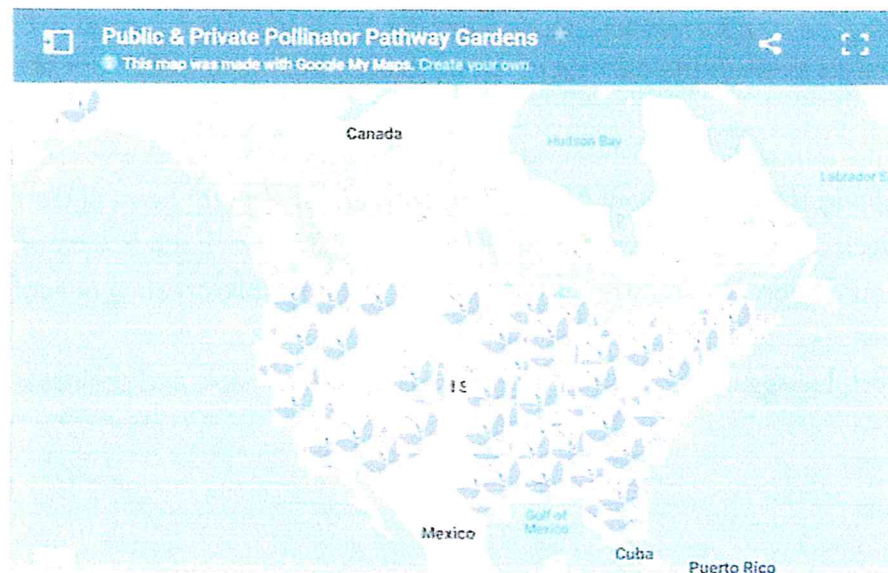 Public & Private Pollinator Pathway Gardens
This map was made with Google My Maps. Create your own.
Canada
Hudson Bay
Labrador S
Mexico
Gulf of
Mexico
Cuba
Puerto Rico